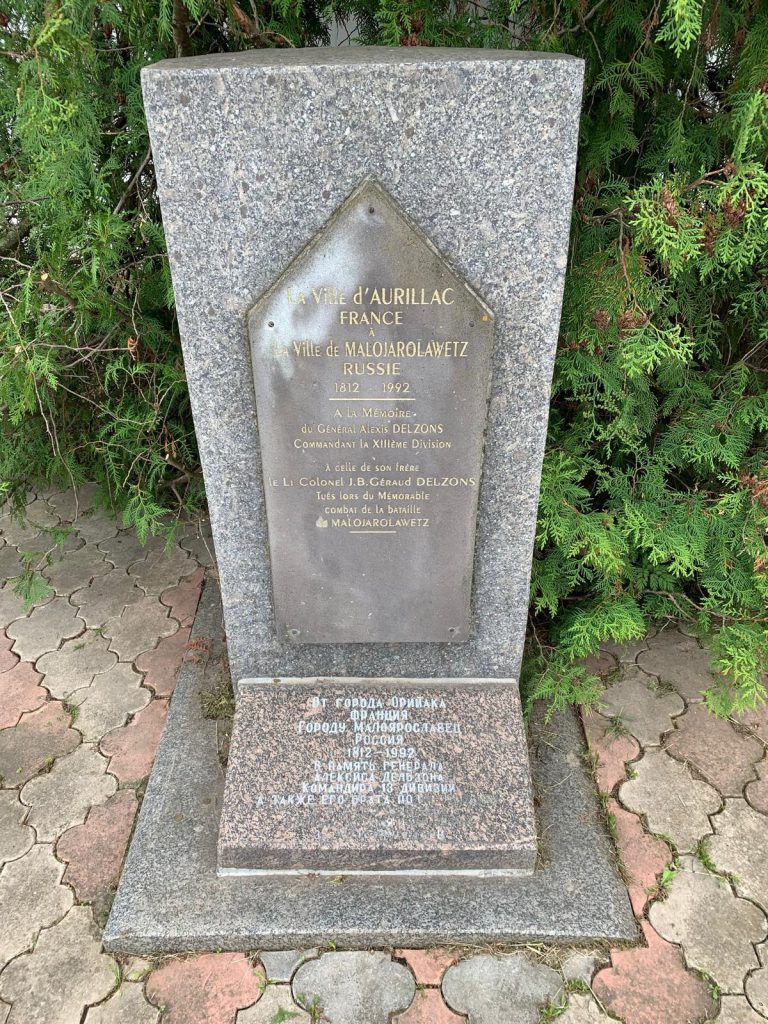 La Ville d'AURILLAC
FRANCE
à
La Ville de MALOJAROLAWETZ
RUSSIE
1812 - 1992
A la Mémoire
du Général Alexis DELZONS
Commandant la XIIIème Division
à celle de son frère
le Lt Colonel J.B.Géraud DELZONS
Tués lors du Mémorable
combat de la bataille
MALOJAROLAWETZ
От города Орийака
Франция
Городу Малоярославец
Россия
1812-1992
В память генерала
Алексиса Дельзона
Командира 13 дивизии
а также его брата